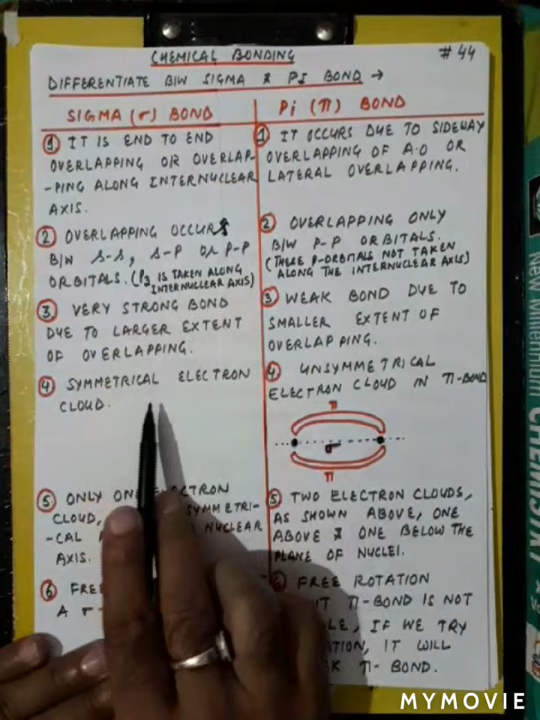 CHEMICAL BONDING
#44
DIFFERENTIATE B/W SIGMA & PI BOND →
SIGMA (σ) BOND
① IT IS END TO END
OVERLAPPING OR OVERLAP-
-PING ALONG INTERNUCLEAR
AXIS.
② OVERLAPPING OCCURS
B/W s-s, s-p OR p-p
ORBITALS. (Pz IS TAKEN ALONG
INTERNUCLEAR AXIS)
③ VERY STRONG BOND
DUE TO LARGER EXTENT
OF OVERLAPPING.
④ SYMMETRICAL ELECTRON
CLOUD.
⑤ ONLY ONE ELECTRON
CLOUD, SYMMETRI-
-CAL NUCLEAR
AXIS.
⑥
A σ-
Pi (π) BOND
① IT OCCURS DUE TO SIDEWAY
OVERLAPPING OF A.O OR
LATERAL OVERLAPPING.
② OVERLAPPING ONLY
B/W P-P ORBITALS.
(THESE P-ORBITALS NOT TAKEN
ALONG THE INTERNUCLEAR AXIS)
③ WEAK BOND DUE TO
SMALLER EXTENT OF
OVERLAPPING.
④ UNSYMMETRICAL
ELECTRON CLOUD IN π-BOND
π
σ
π
⑤ TWO ELECTRON CLOUDS,
AS SHOWN ABOVE, ONE
ABOVE & ONE BELOW THE
PLANE OF NUCLEI.
⑥ FREE ROTATION
π-BOND IS NOT
IF WE TRY
IT WILL
π-BOND.
CHEMISTRY
MYMOVIE